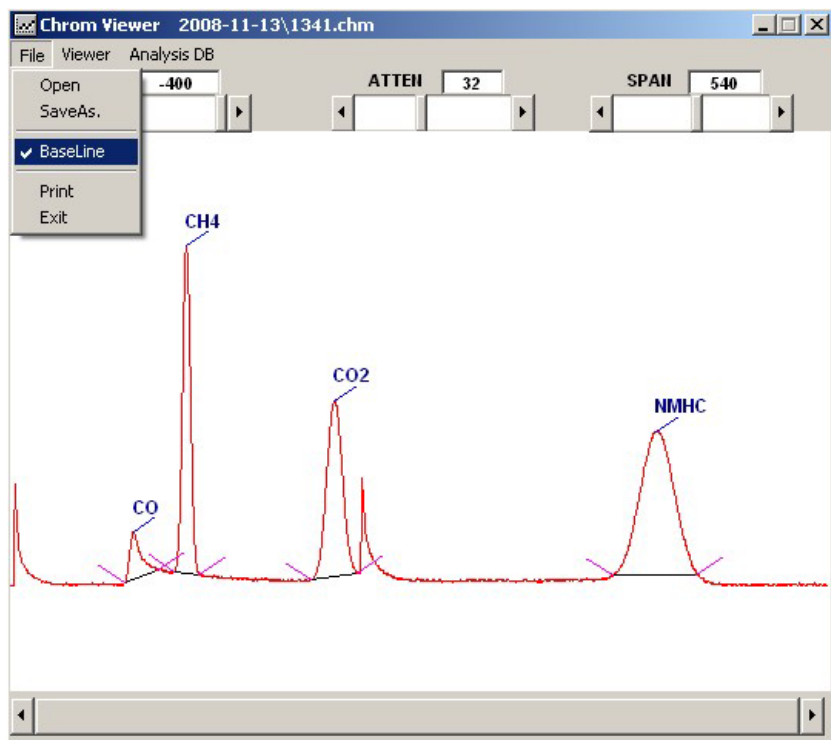 Chrom Viewer 2008-11-13\1341.chm
File Viewer Analysis DB
Open
-400
ATTEN 32
SPAN 540
SaveAs.
BaseLine
Print
Exit
CH4
CO2
NMHC
CO